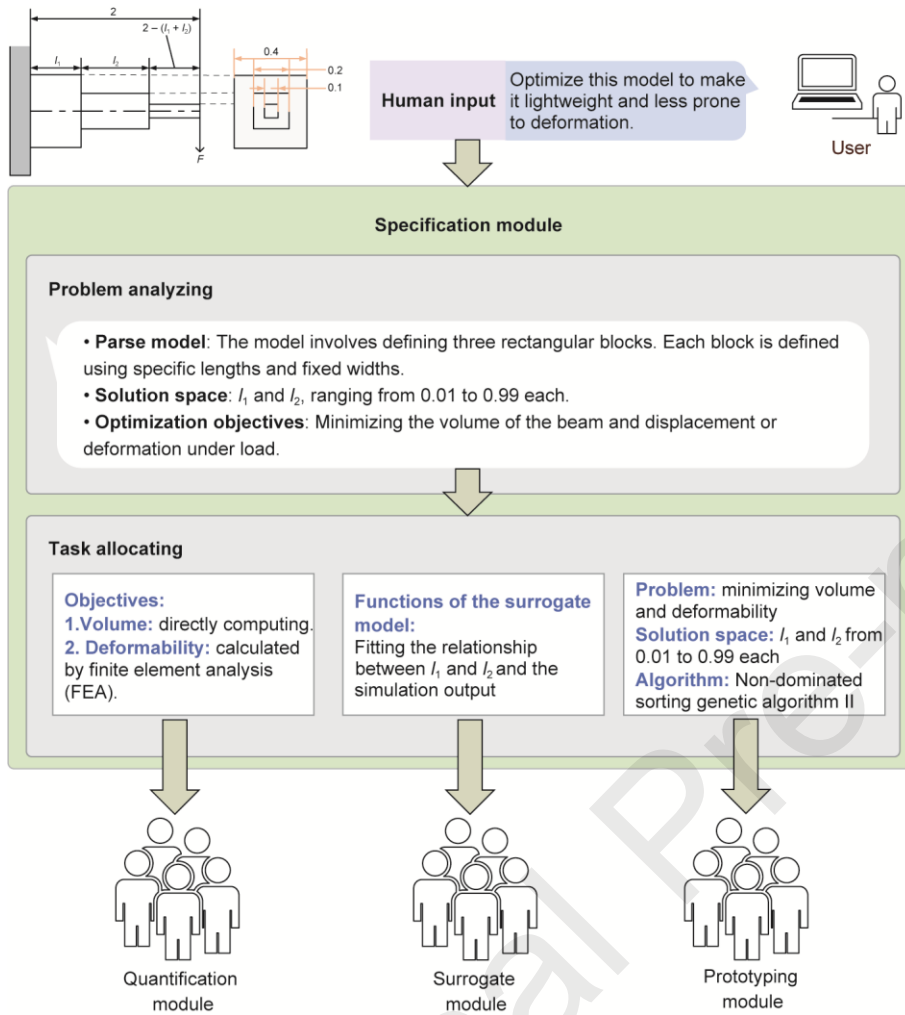 2
l₁
l₂
2 – (l₁ + l₂)
F
0.4
0.2
0.1
Human input
Optimize this model to make
it lightweight and less prone
to deformation.
User
Specification module
Problem analyzing
• Parse model: The model involves defining three rectangular blocks. Each block is defined
using specific lengths and fixed widths.
• Solution space: l₁ and l₂, ranging from 0.01 to 0.99 each.
• Optimization objectives: Minimizing the volume of the beam and displacement or
deformation under load.
Task allocating
Objectives:
1.Volume: directly computing.
2. Deformability: calculated
by finite element analysis
(FEA).
Functions of the surrogate
model:
Fitting the relationship
between l₁ and l₂ and the
simulation output
Problem: minimizing volume
and deformability
Solution space: l₁ and l₂ from
0.01 to 0.99 each
Algorithm: Non-dominated
sorting genetic algorithm II
Quantification
module
Surrogate
module
Prototyping
module